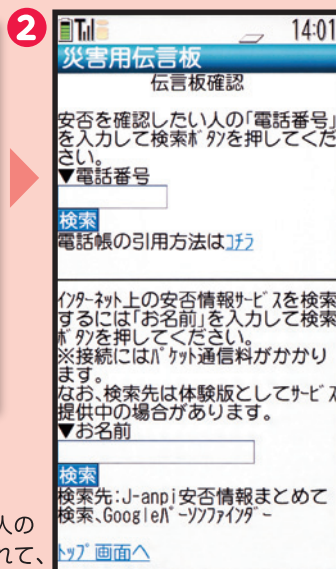 2
14:01
災害用伝言板
伝言板確認
安否を確認したい人の「電話番号」
を入力して検索ﾎﾞﾀﾝを押してくだ
さい。
▼電話番号
検索
電話帳の引用方法はｺﾁﾗ
ｲﾝﾀｰﾈｯﾄ上の安否情報ｻｰﾋﾞｽを検索
するには「お名前」を入力して検索
ﾎﾞﾀﾝを押してください。
※接続にはﾊﾟｹｯﾄ通信料がかかり
ます。
なお、検索先は体験版としてｻｰﾋﾞｽ
提供中の場合があります。
▼お名前
検索
検索先:J-anpi安否情報まとめて
検索、Googleﾊﾟｰｿﾝﾌｧｲﾝﾀﾞｰ
ﾄｯﾌﾟ画面へ
人の
れて、